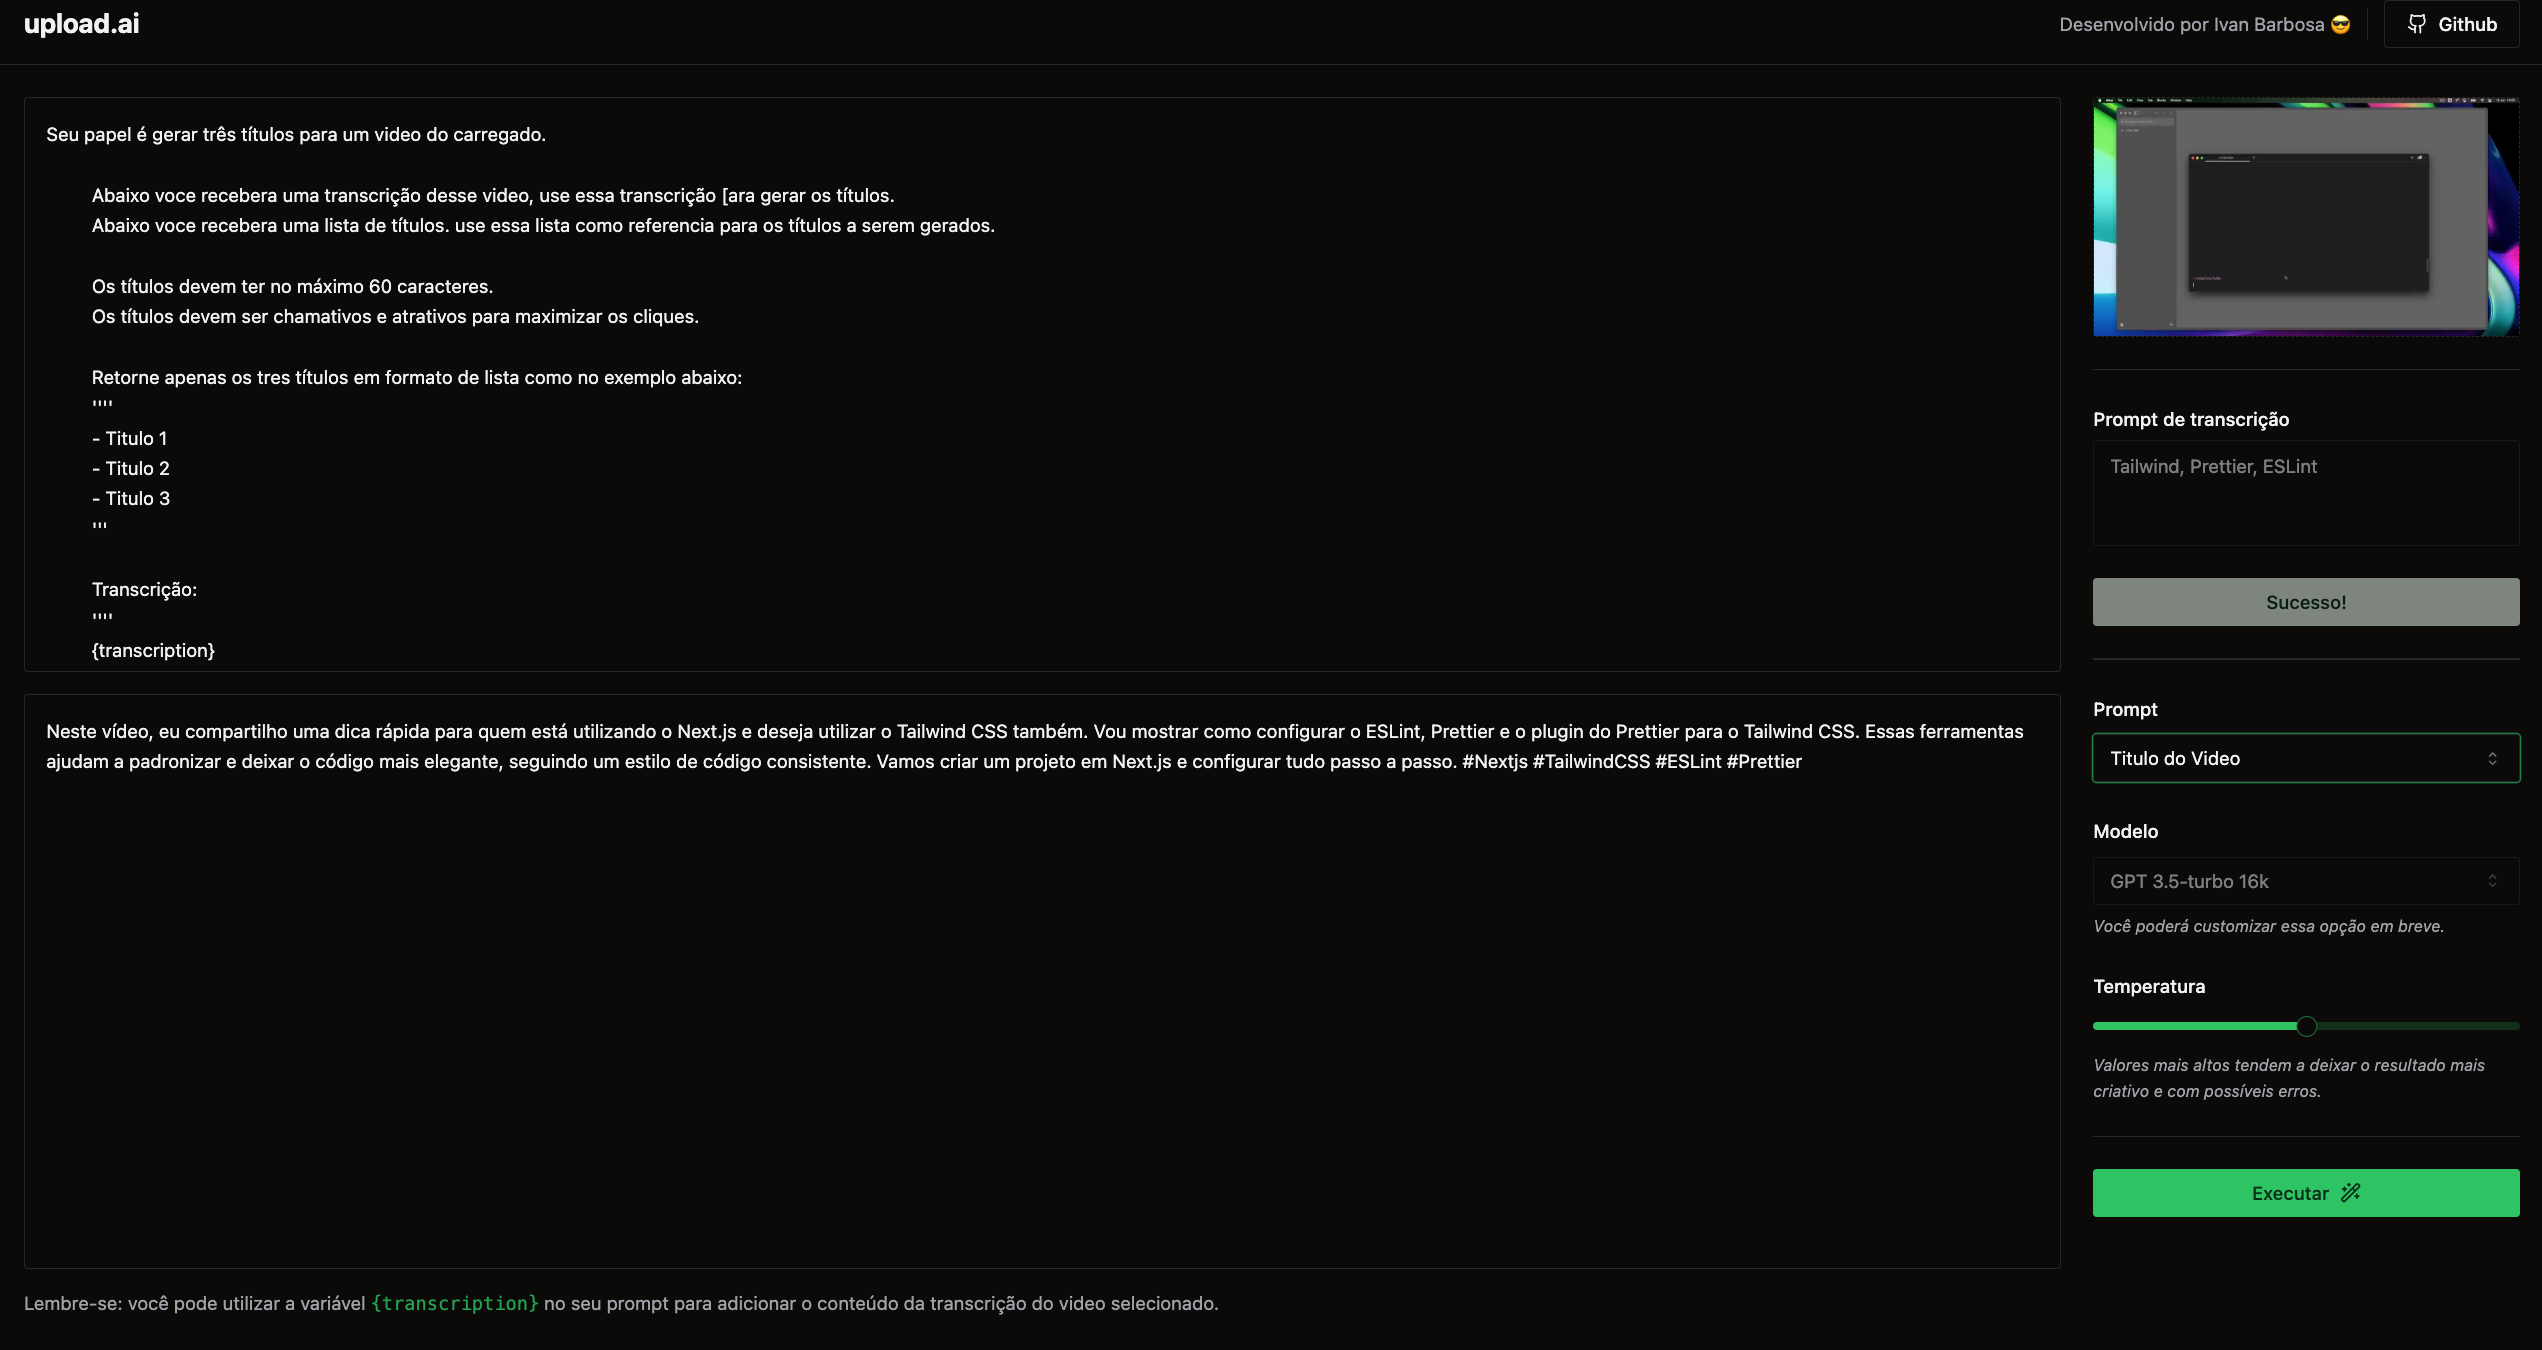 upload.ai
Desenvolvido por Ivan Barbosa 😎
Github
Seu papel é gerar três títulos para um video do carregado.
Abaixo voce recebera uma transcrição desse video, use essa transcrição [ara gerar os títulos.
Abaixo voce recebera uma lista de títulos. use essa lista como referencia para os títulos a serem gerados.
Os títulos devem ter no máximo 60 caracteres.
Os títulos devem ser chamativos e atrativos para maximizar os cliques.
Retorne apenas os tres títulos em formato de lista como no exemplo abaixo:
''''
- Titulo 1
- Titulo 2
- Titulo 3
'''
Transcrição:
''''
{transcription}
Neste vídeo, eu compartilho uma dica rápida para quem está utilizando o Next.js e deseja utilizar o Tailwind CSS também. Vou mostrar como configurar o ESLint, Prettier e o plugin do Prettier para o Tailwind CSS. Essas ferramentas
ajudam a padronizar e deixar o código mais elegante, seguindo um estilo de código consistente. Vamos criar um projeto em Next.js e configurar tudo passo a passo. #Nextjs #TailwindCSS #ESLint #Prettier
Lembre-se: você pode utilizar a variável {transcription} no seu prompt para adicionar o conteúdo da transcrição do video selecionado.
Prompt de transcrição
Tailwind, Prettier, ESLint
Sucesso!
Prompt
Titulo do Video
Modelo
GPT 3.5-turbo 16k
Você poderá customizar essa opção em breve.
Temperatura
Valores mais altos tendem a deixar o resultado mais
criativo e com possíveis erros.
Executar